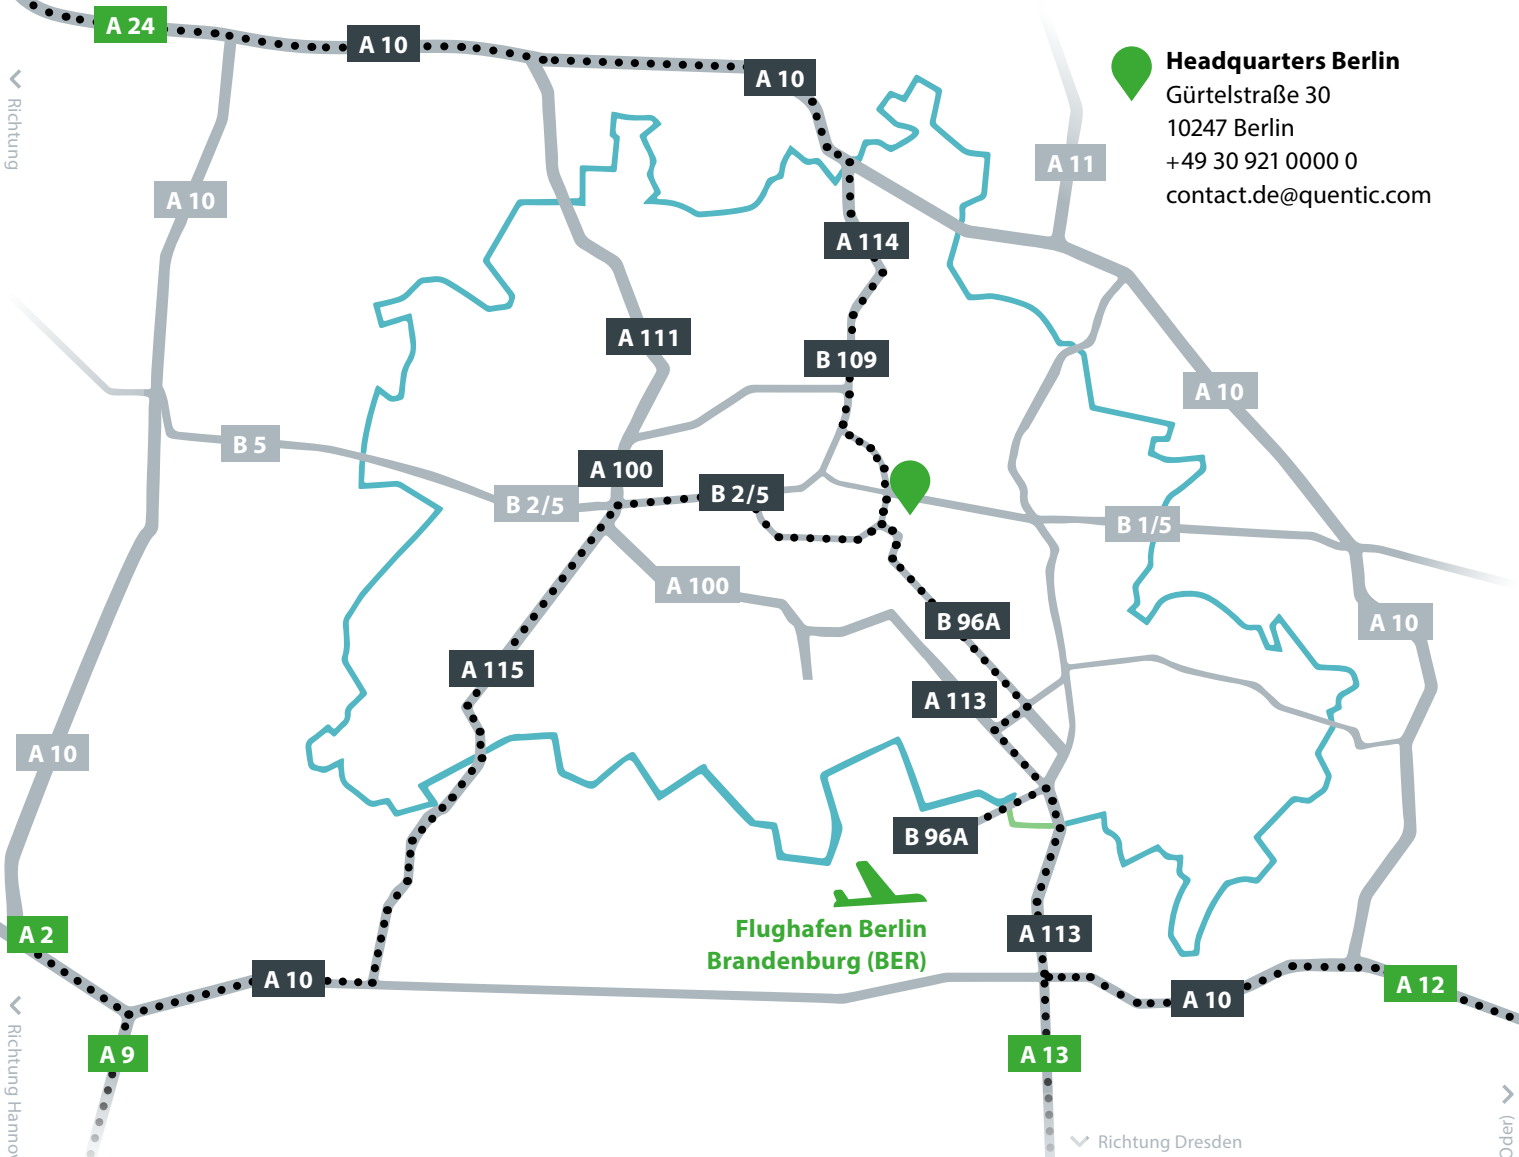 A 24
A 10
A 10
Headquarters Berlin
Gürtelstraße 30
10247 Berlin
+49 30 921 0000 0
contact.de@quentic.com
Richtung
A 11
A 10
A 114
A 111
B 109
A 10
B 5
A 100
B 2/5
B 2/5
B 1/5
A 100
B 96A
A 10
A 115
A 113
A 10
B 96A
Flughafen Berlin
Brandenburg (BER)
A 2
A 113
A 10
A 10
A 12
A 9
A 13
Richtung
Richtung Dresden